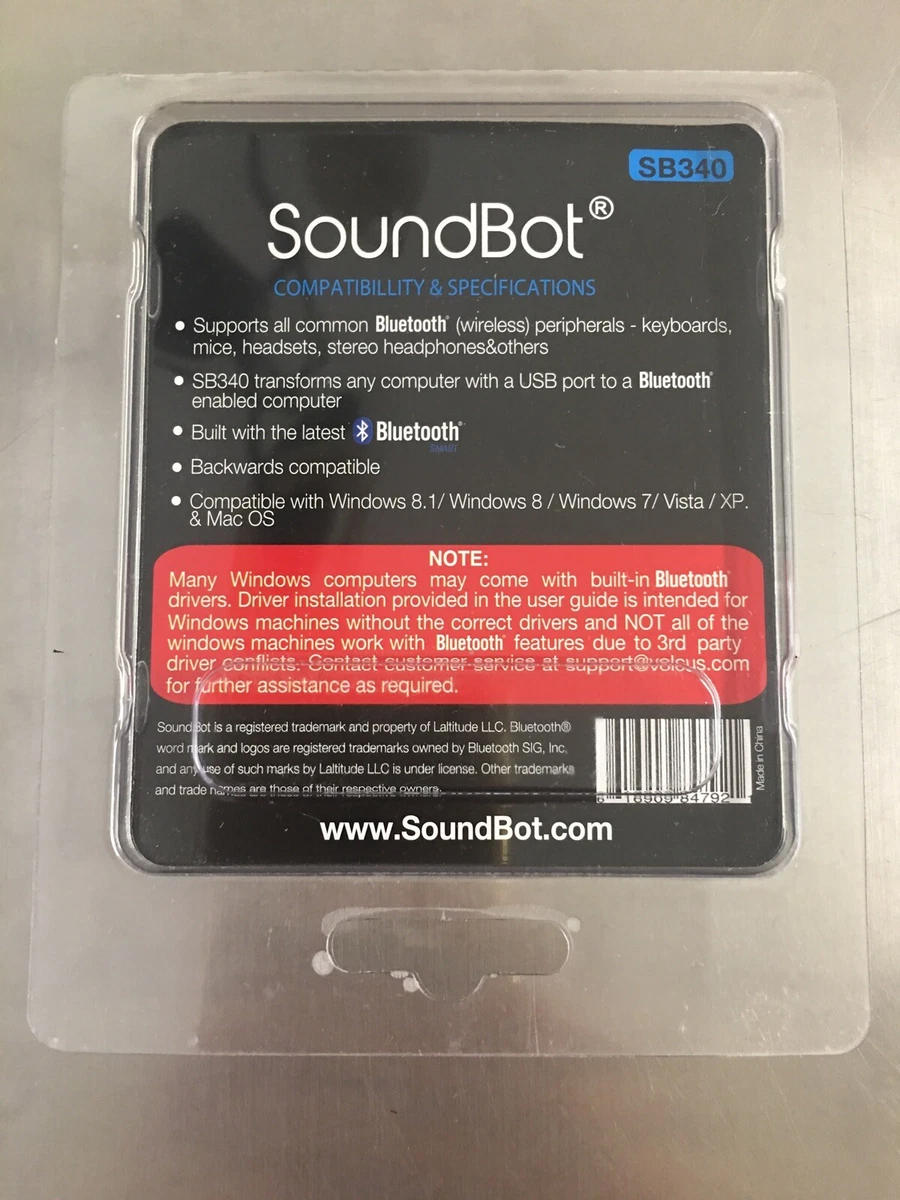 SB340
SoundBot®
COMPATIBILLITY & SPECIFICATIONS
• Supports all common Bluetooth® (wireless) peripherals - keyboards,
mice, headsets, stereo headphones&others
• SB340 transforms any computer with a USB port to a Bluetooth®
enabled computer
• Built with the latest Bluetooth®
SMART
• Backwards compatible
• Compatible with Windows 8.1/ Windows 8 / Windows 7/ Vista / XP.
& Mac OS
NOTE:
Many Windows computers may come with built-in Bluetooth®
drivers. Driver installation provided in the user guide is intended for
Windows machines without the correct drivers and NOT all of the
windows machines work with Bluetooth® features due to 3rd party
driver conflicts. Contact customer service at
for further assistance as required.
SoundBot is a registered trademark and property of Laltitude LLC. Bluetooth®
word mark and logos are registered trademarks owned by Bluetooth SIG, Inc,
and any use of such marks by Laltitude LLC is under license. Other trademarks
and trade names are those of their respective owners.
Made in China
www.SoundBot.com